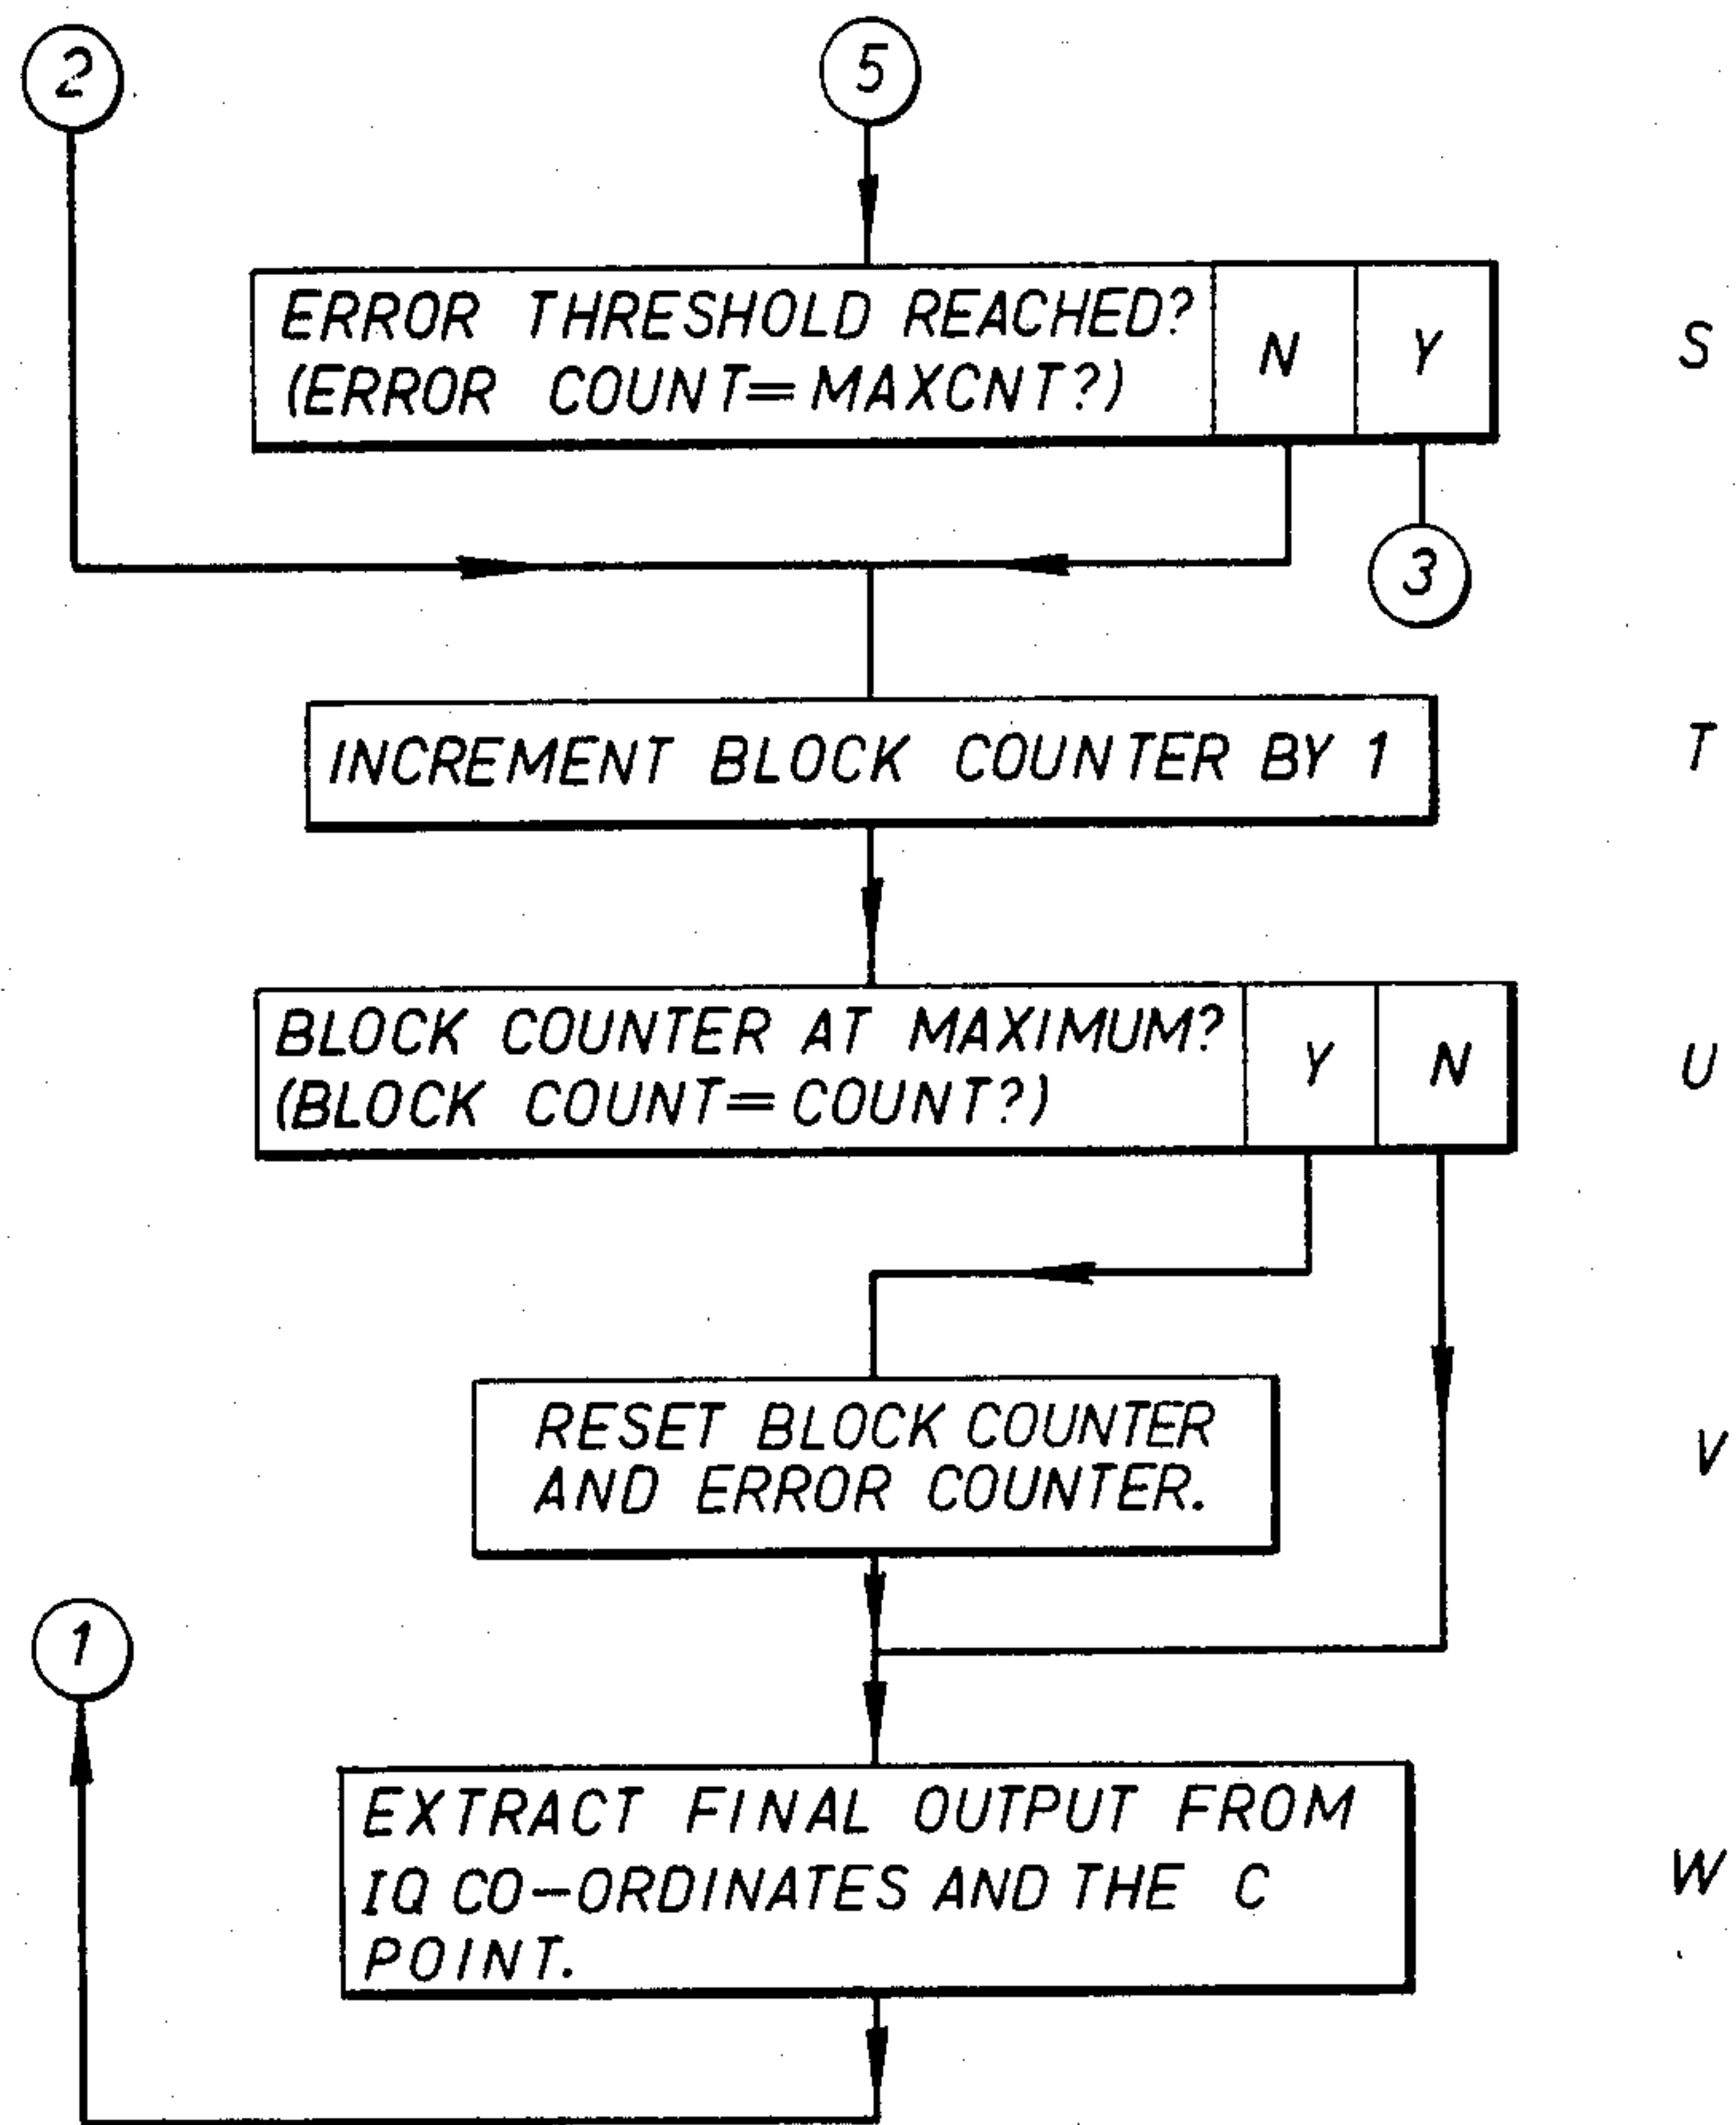 2
5
ERROR THRESHOLD REACHED?
(ERROR COUNT=MAXCNT?)
N
Y
S
3
INCREMENT BLOCK COUNTER BY 1
T
BLOCK COUNTER AT MAXIMUM?
(BLOCK COUNT=COUNT?)
Y
N
U
RESET BLOCK COUNTER
AND ERROR COUNTER.
V
1
EXTRACT FINAL OUTPUT FROM
IQ CO-ORDINATES AND THE C
POINT.
W